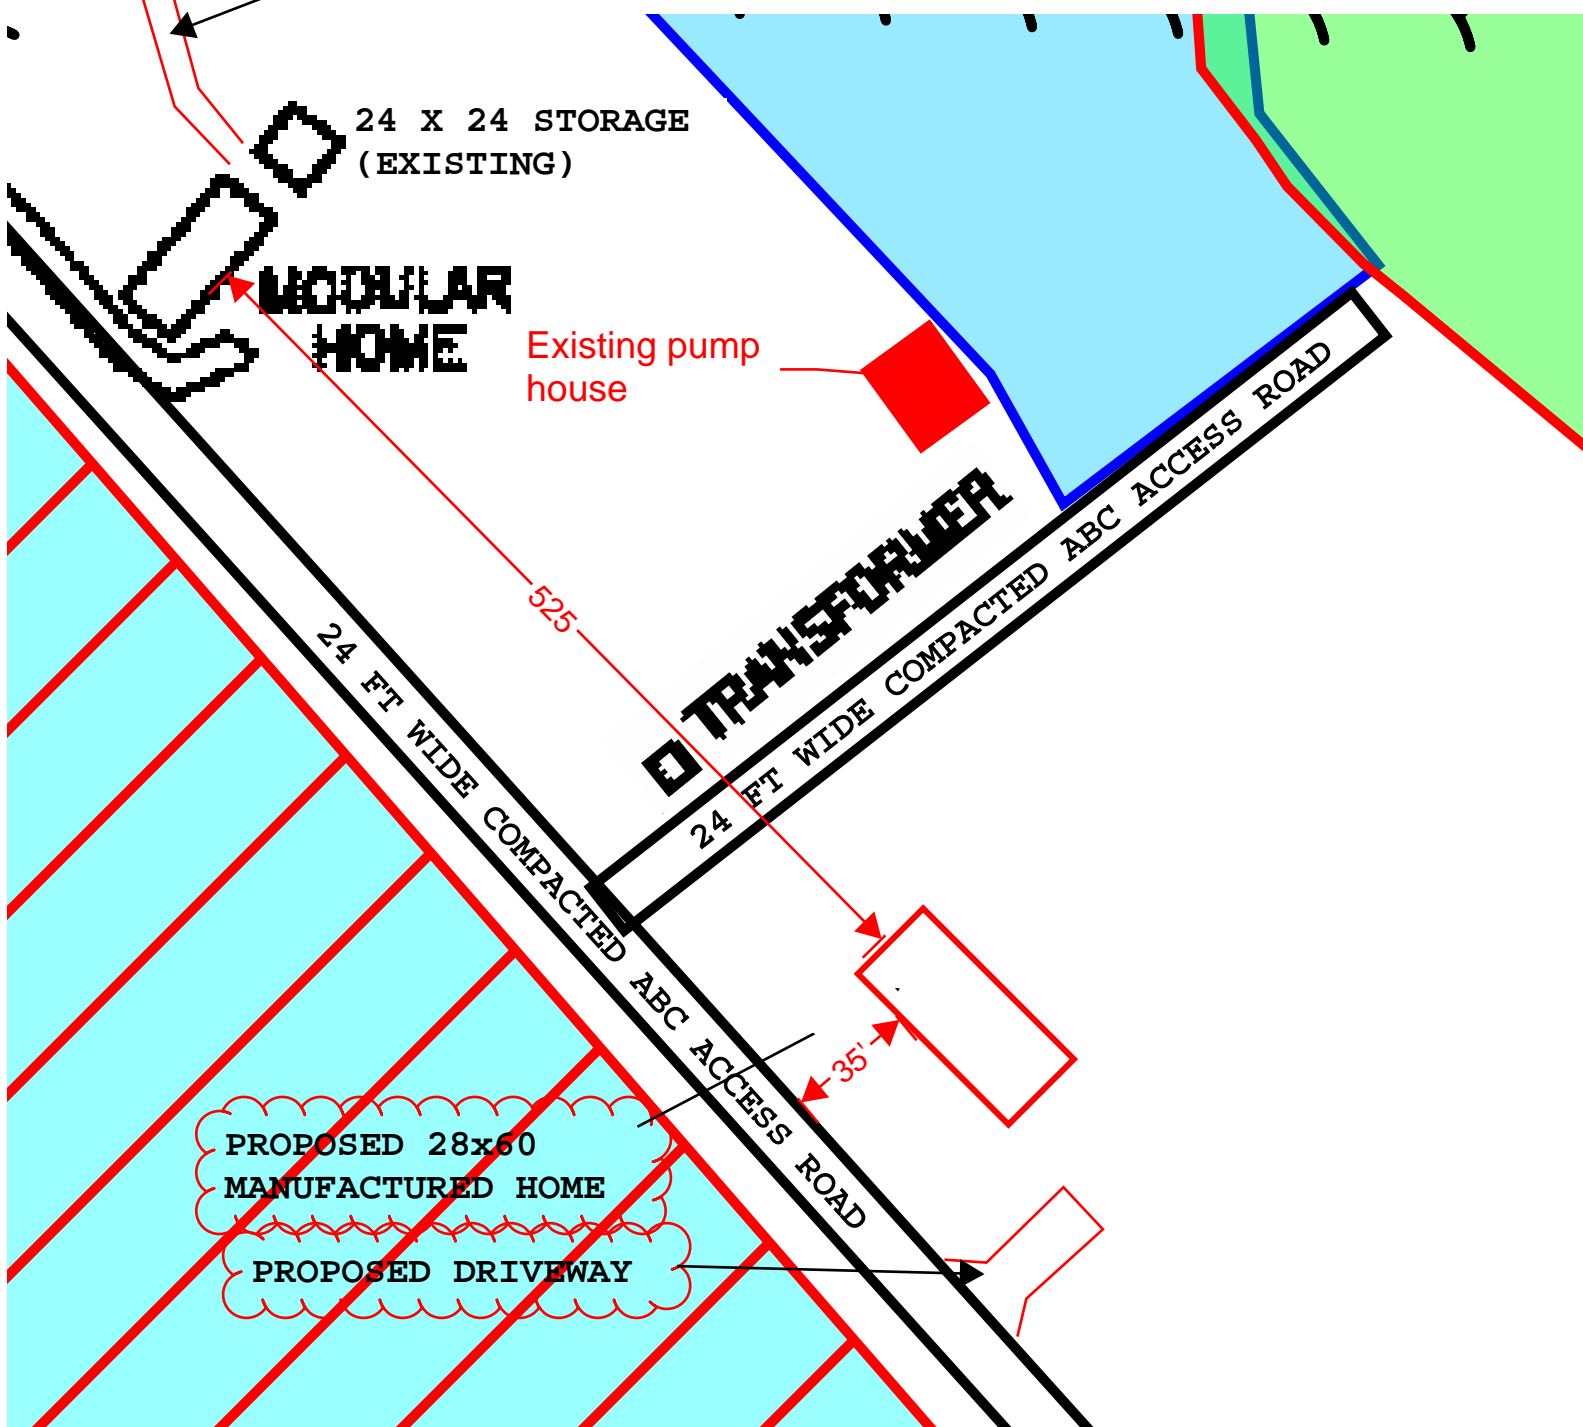 24 X 24 STORAGE
(EXISTING)
MODULAR
HOME
Existing pump
house
525
TRANSFORMER
24 FT WIDE COMPACTED ABC ACCESS ROAD
24 FT WIDE COMPACTED ABC ACCESS ROAD
35'
PROPOSED 28x60
MANUFACTURED HOME
PROPOSED DRIVEWAY